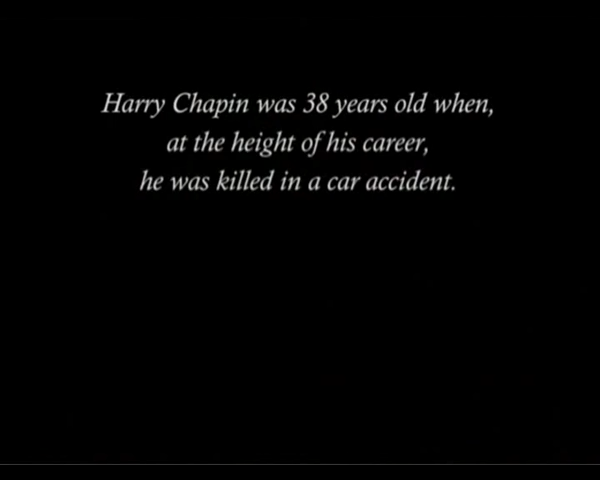 Harry Chapin was 38 years old when,
at the height of his career,
he was killed in a car accident.